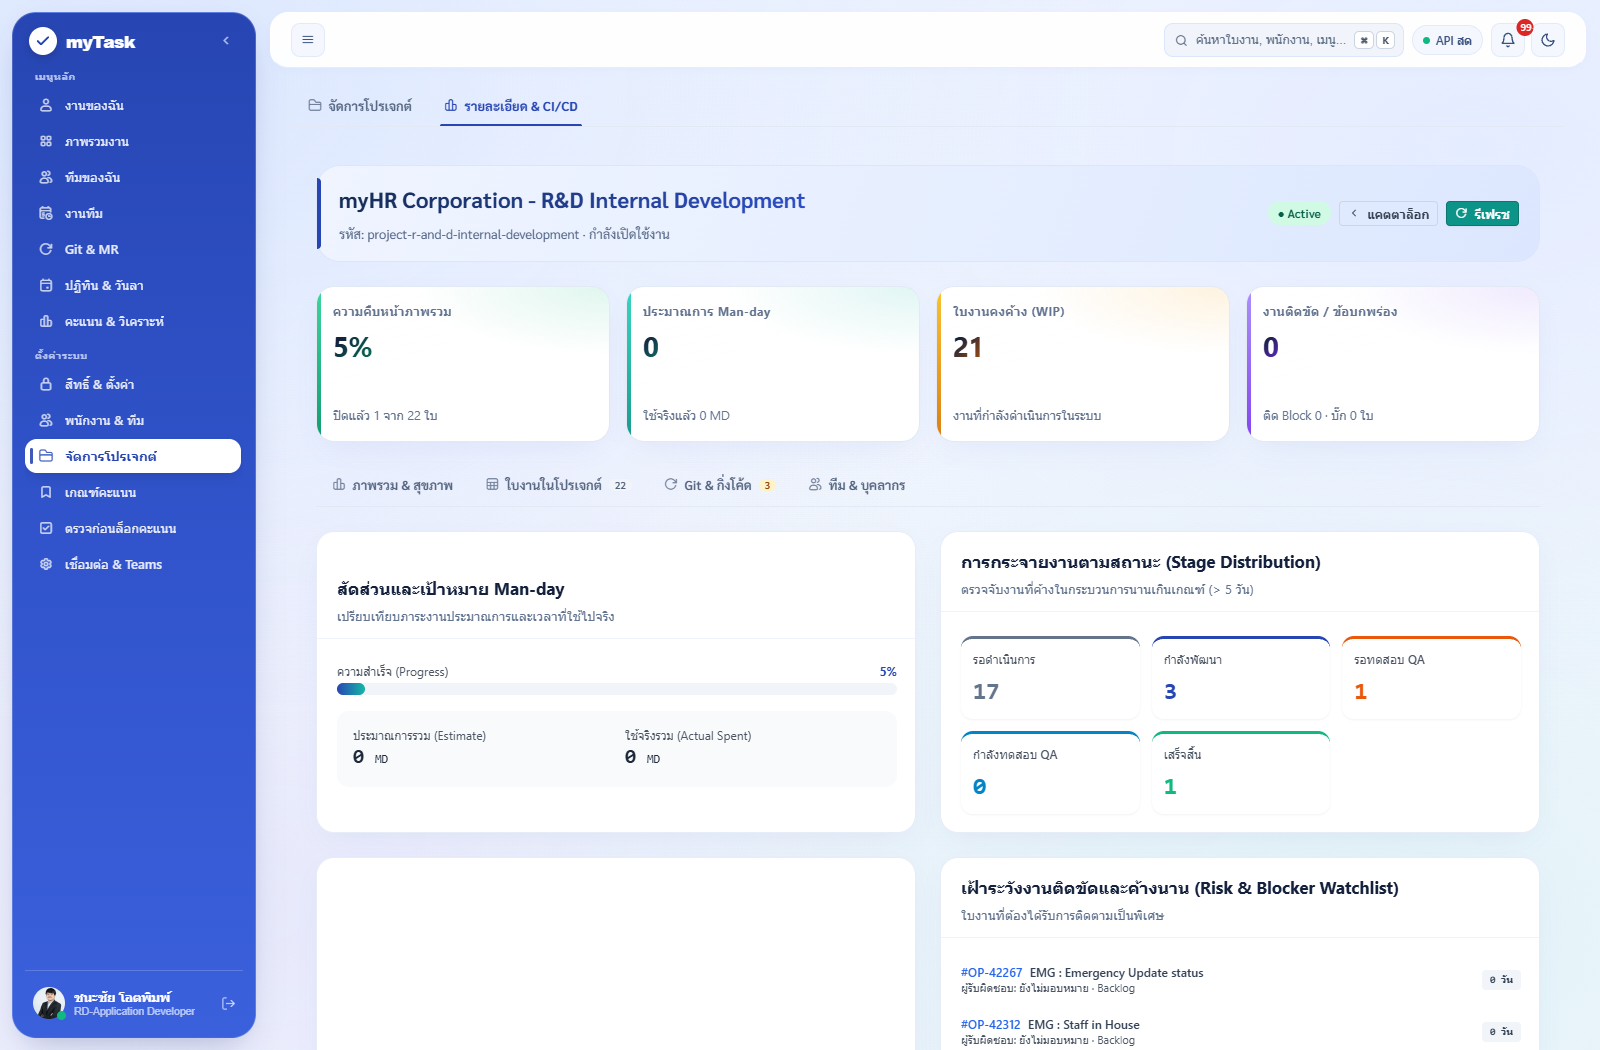 myTask
เมนูหลัก
งานของฉัน
ภาพรวมงาน
ทีมของฉัน
งานทีม
Git & MR
ปฏิทิน & วันลา
คะแนน & วิเคราะห์
ตั้งค่าระบบ
สิทธิ์ & ตั้งค่า
พนักงาน & ทีม
จัดการโปรเจกต์
เกณฑ์คะแนน
ตรวจก่อนล็อกคะแนน
เชื่อมต่อ & Teams
ชนะชัย โอตพิมพ์
RD-Application Developer
ค้นหาใบงาน, พนักงาน, เมนู... ⌘ K
API สด
99
จัดการโปรเจกต์
รายละเอียด & CI/CD
myHR Corporation - R&D Internal Development
รหัส: project-r-and-d-internal-development · กำลังเปิดใช้งาน
Active
แคตตาล็อก
รีเฟรช
ความคืบหน้าภาพรวม
5%
ปิดแล้ว 1 จาก 22 ใบ
ประมาณการ Man-day
0
ใช้จริงแล้ว 0 MD
ใบงานคงค้าง (WIP)
21
งานที่กำลังดำเนินการในระบบ
งานติดขัด / ข้อบกพร่อง
0
ติด Block 0 · บั๊ก 0 ใบ
ภาพรวม & สุขภาพ
ใบงานในโปรเจกต์ 22
Git & กิ่งโค้ด 3
ทีม & บุคลากร
สัดส่วนและเป้าหมาย Man-day
เปรียบเทียบภาระงานประมาณการและเวลาที่ใช้ไปจริง
ความสำเร็จ (Progress) 5%
ประมาณการรวม (Estimate)
0 MD
ใช้จริงรวม (Actual Spent)
0 MD
การกระจายงานตามสถานะ (Stage Distribution)
ตรวจจับงานที่ค้างในกระบวนการนานเกินเกณฑ์ (> 5 วัน)
รอดำเนินการ
17
กำลังพัฒนา
3
รอทดสอบ QA
1
กำลังทดสอบ QA
0
เสร็จสิ้น
1
เฝ้าระวังงานติดขัดและค้างนาน (Risk & Blocker Watchlist)
ใบงานที่ต้องได้รับการติดตามเป็นพิเศษ
#OP-42267 EMG : Emergency Update status
ผู้รับผิดชอบ: ยังไม่มอบหมาย · Backlog
0 วัน
#OP-42312 EMG : Staff in House
ผู้รับผิดชอบ: ยังไม่มอบหมาย · Backlog
0 วัน